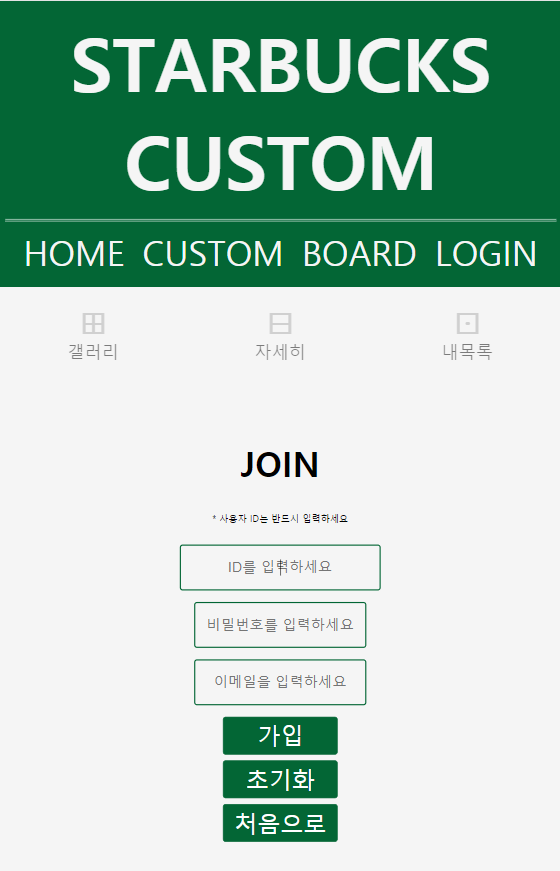 STARBUCKS
CUSTOM
HOME CUSTOM BOARD LOGIN
갤러리 자세히 내목록
JOIN
* 사용자 ID는 반드시 입력하세요
ID를 입력하세요
비밀번호를 입력하세요
이메일을 입력하세요
가입
초기화
처음으로